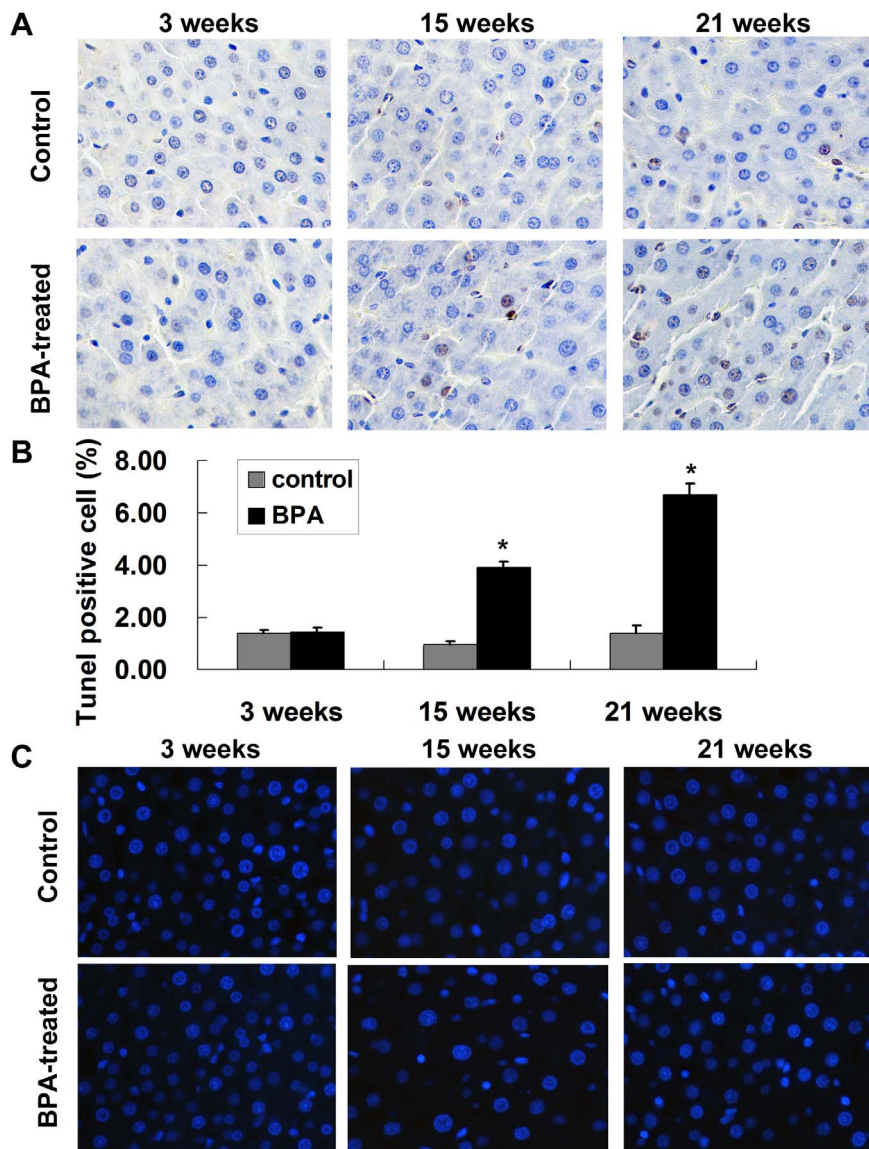 A
3 weeks 15 weeks 21 weeks
Control
BPA-treated
B
Tunel positive cell (%)
8.00
6.00
4.00
2.00
0.00
control
BPA
*
*
3 weeks 15 weeks 21 weeks
C
3 weeks 15 weeks 21 weeks
Control
BPA-treated